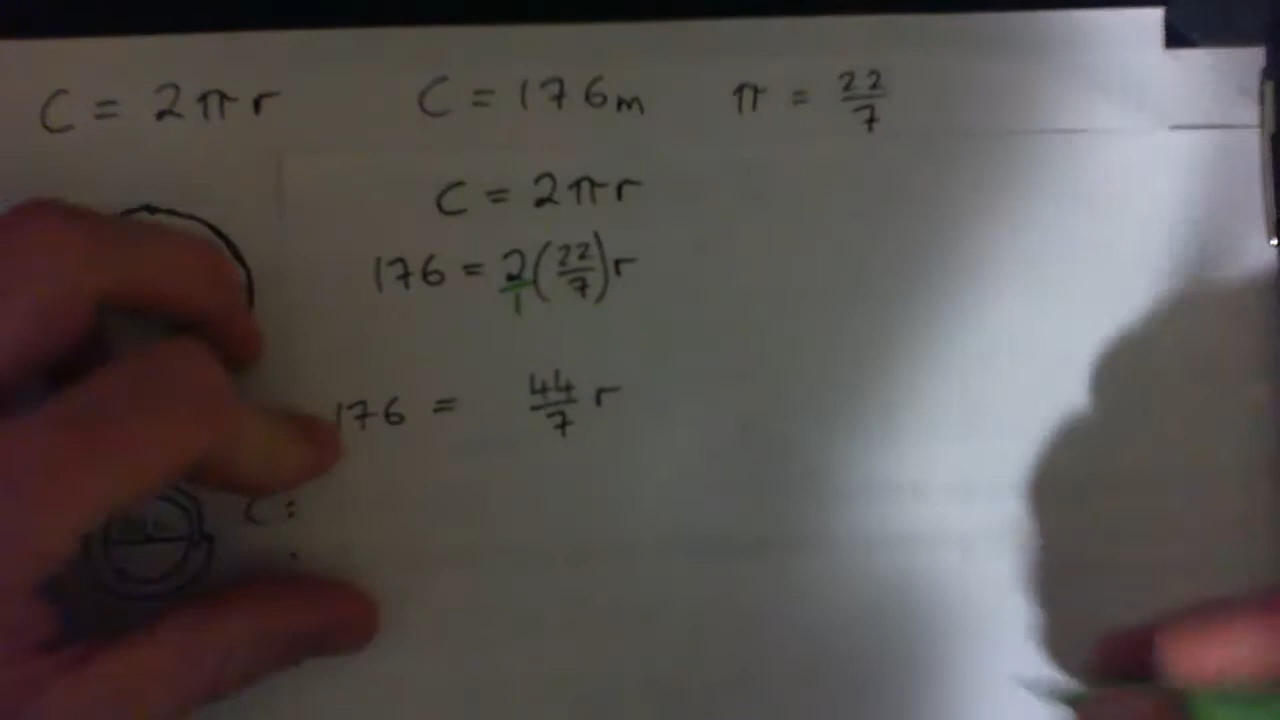 C = 2πr C = 176m π = 22/7
C = 2πr
176 = 2/1(22/7)r
176 = 44/7 r
C =